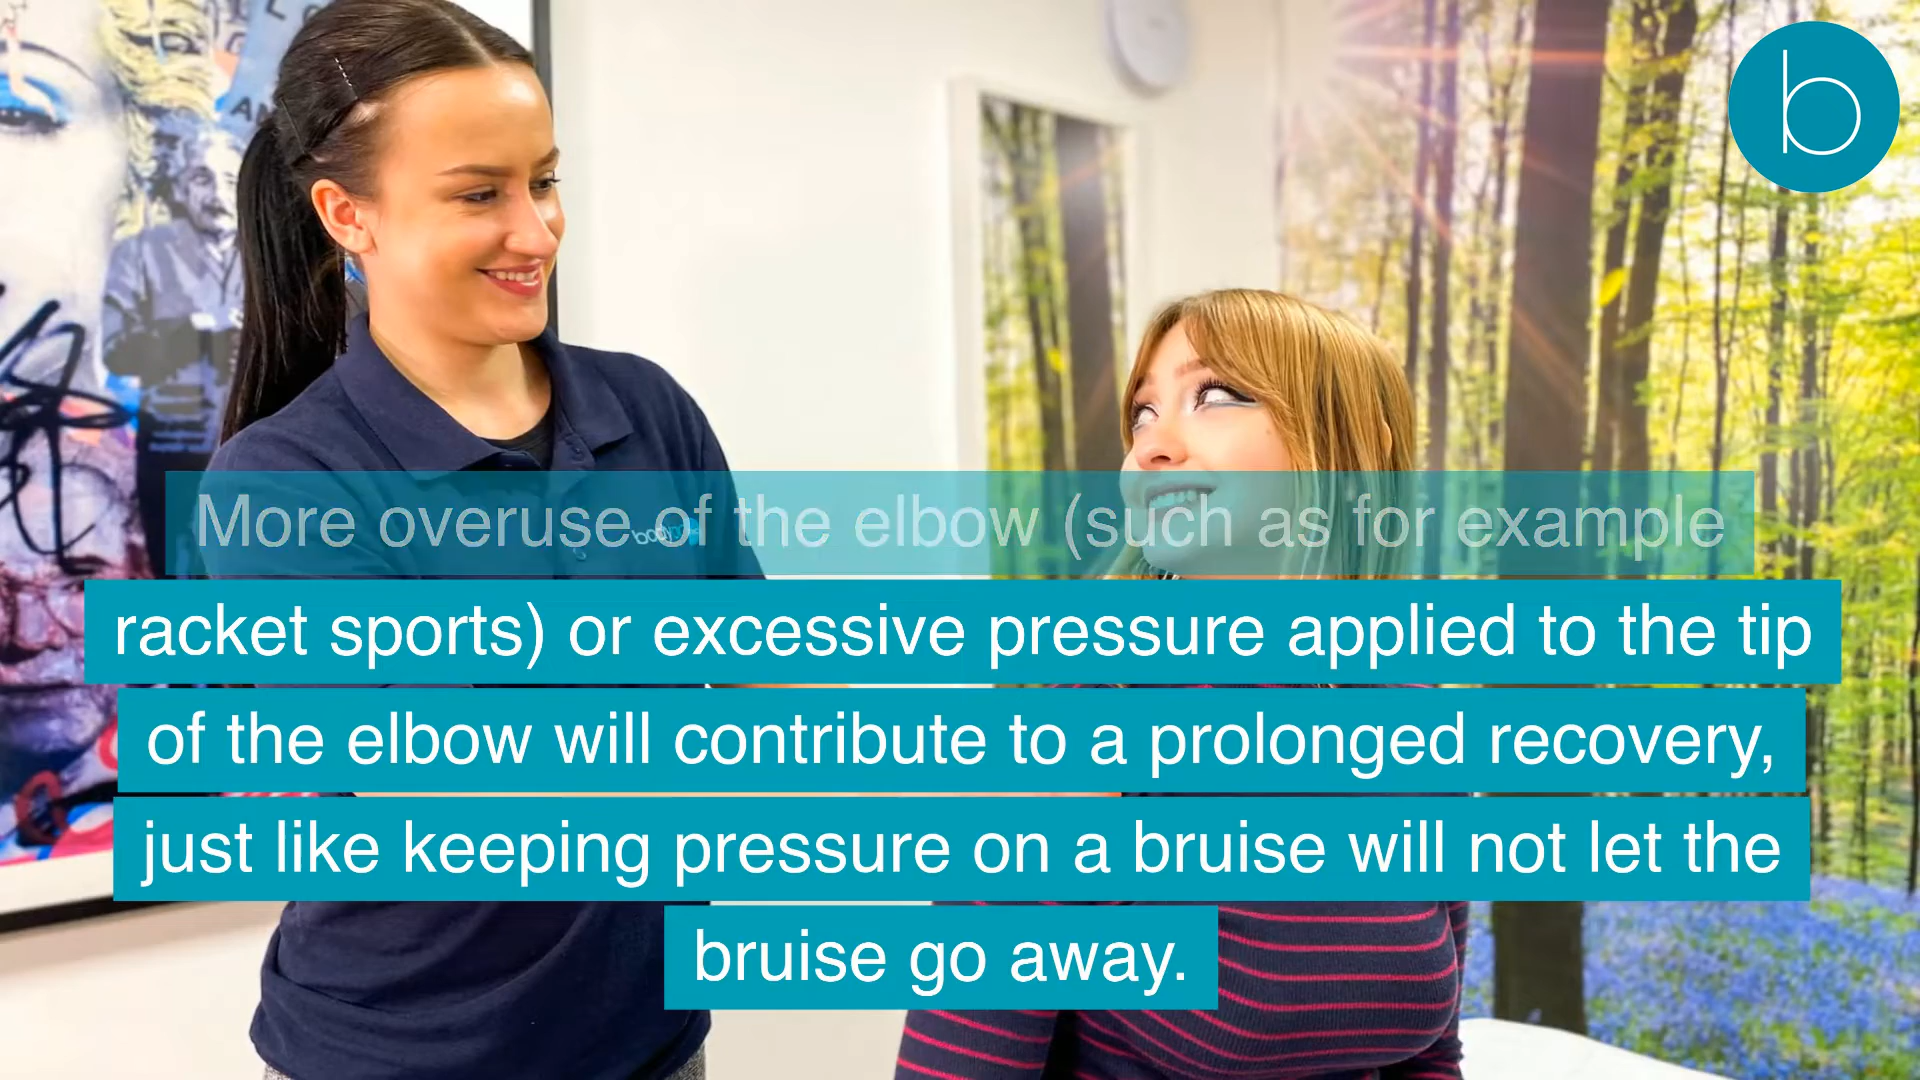 b
More overuse of the elbow (such as for example
racket sports) or excessive pressure applied to the tip
of the elbow will contribute to a prolonged recovery,
just like keeping pressure on a bruise will not let the
bruise go away.